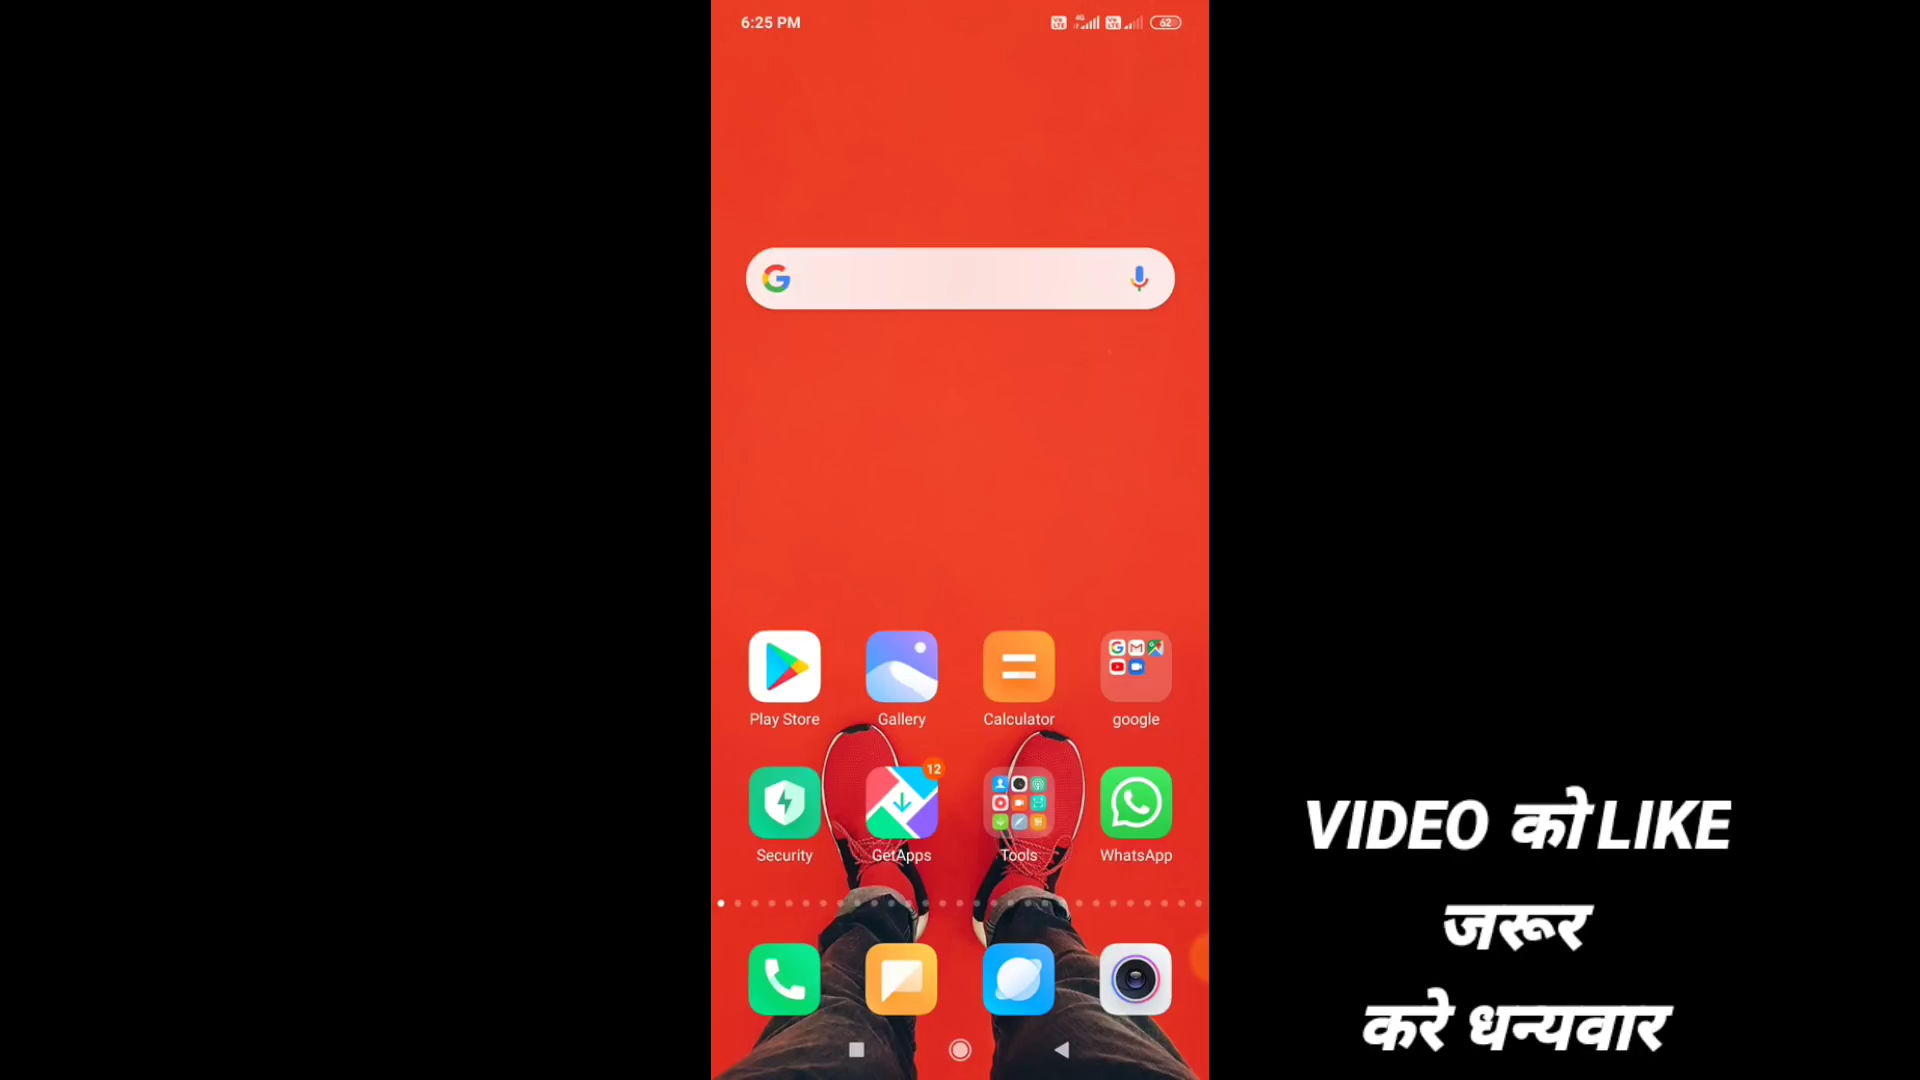 6:25 PM
62
Play Store
Gallery
Calculator
google
12
Security
GetApps
Tools
WhatsApp
VIDEO को LIKE
जरूर
करे धन्यवार